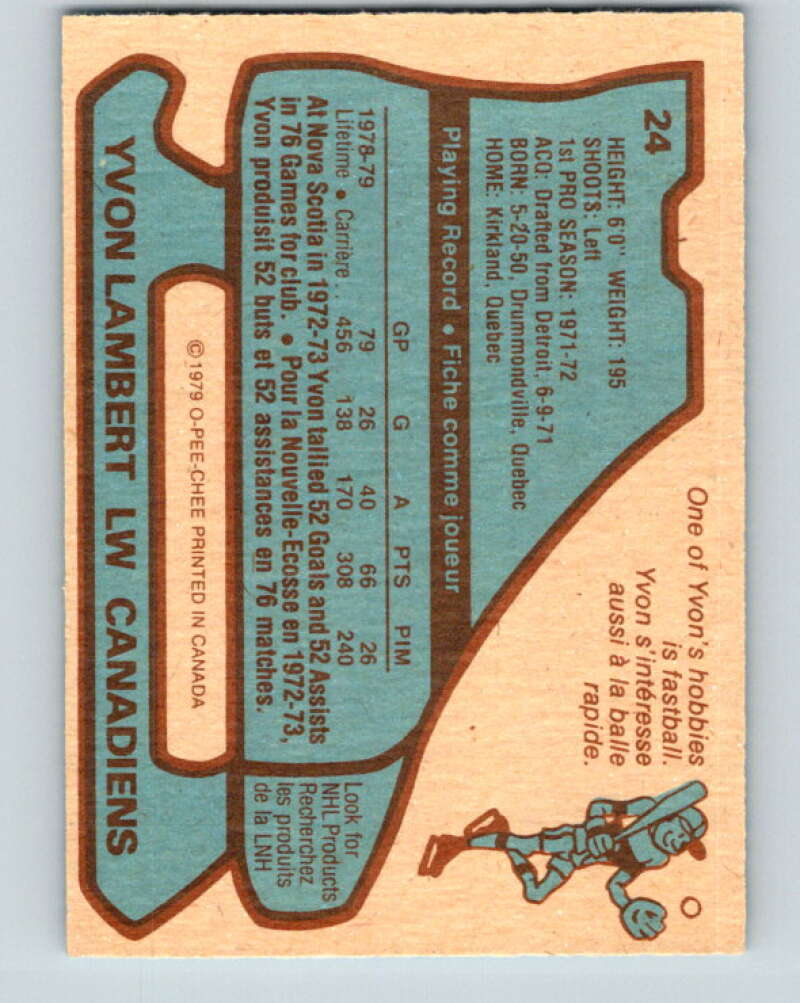 24
HEIGHT: 6'0" WEIGHT: 195
SHOOTS: Left
1st PRO SEASON: 1971-72
ACQ: Drafted from Detroit, 6-9-71
BORN: 5-20-50, Drummondville, Quebec
HOME: Kirkland, Quebec
One of Yvon's hobbies
is fastball.
Yvon s'intéresse
aussi à la balle
rapide.
Playing Record • Fiche comme joueur
GP G A PTS PIM
1978-79 79 26 40 66 26
Lifetime • Carrière .. 456 138 170 308 240
At Nova Scotia in 1972-73 Yvon tallied 52 Goals and 52 Assists
in 76 Games for club. • Pour la Nouvelle-Ecosse en 1972-73,
Yvon produisit 52 buts et 52 assistances en 76 matches.
Look for
NHL Products
Recherchez
les produits
de la LNH
©1979 O-PEE-CHEE PRINTED IN CANADA
YVON LAMBERT LW CANADIENS